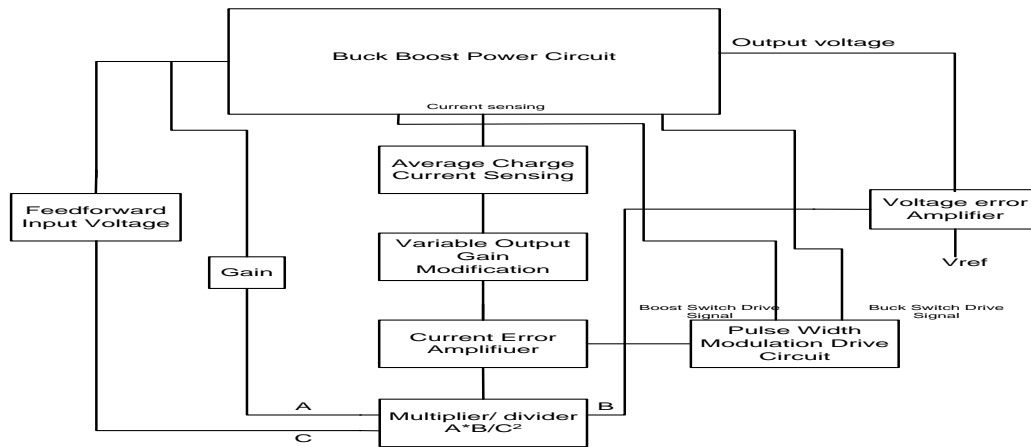 Output voltage
Buck Boost Power Circuit
Current sensing
Average Charge
Current Sensing
Feedforward
Input Voltage
Voltage error
Amplifier
Variable Output
Gain
Modification
Gain
Vref
Boost Switch Drive
Signal
Buck Switch Drive
Signal
Current Error
Amplifiuer
Pulse Width
Modulation Drive
Circuit
A
B
Multiplier/ divider
A*B/C²
C